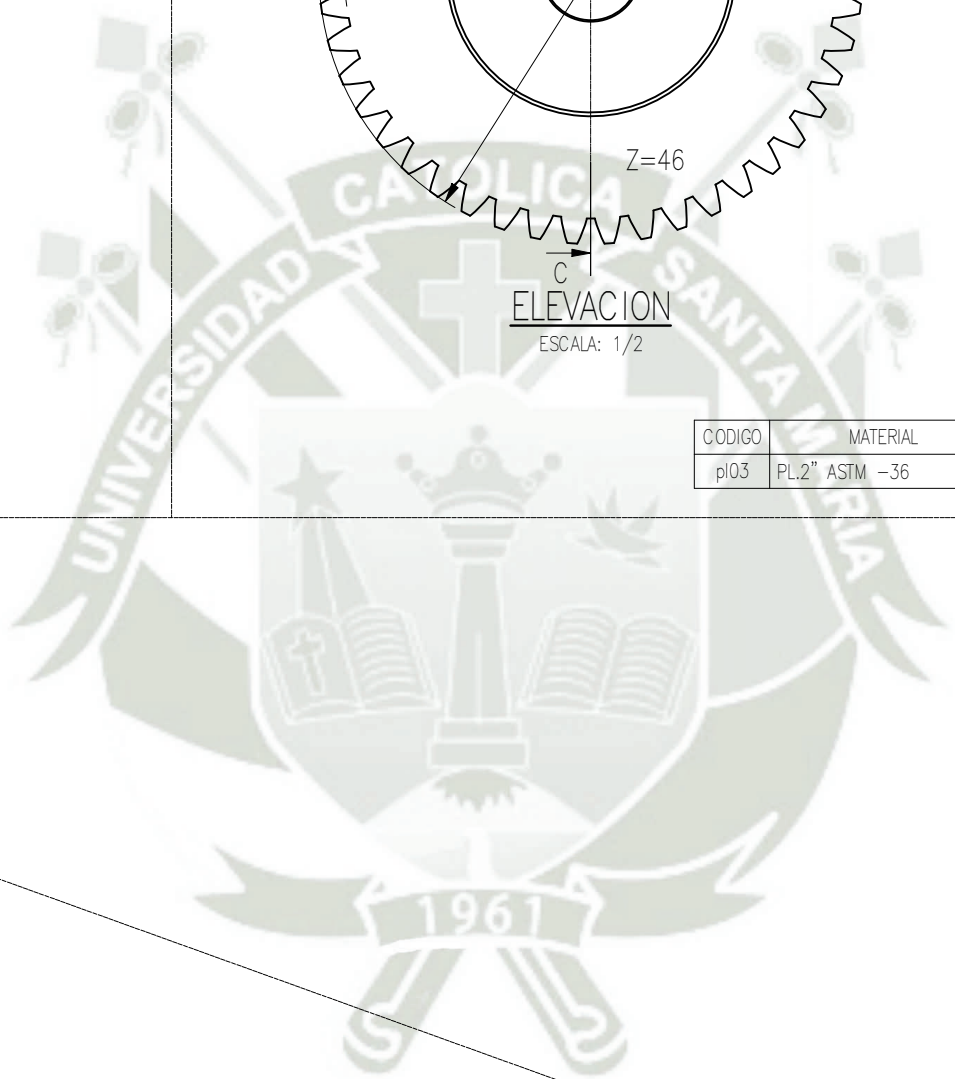 Z=46
C
ELEVACION
ESCALA: 1/2
CODIGO MATERIAL
pl03 PL.2" ASTM -36
UNIVERSIDAD CATOLICA SANTA MARIA
1961